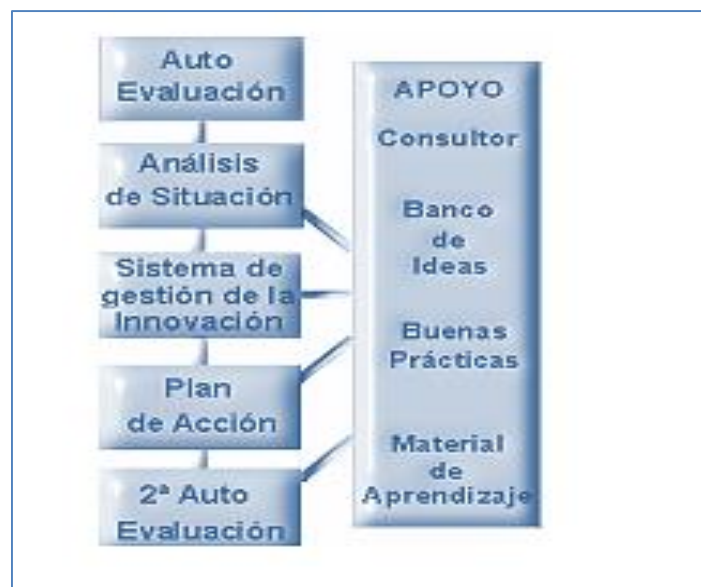 Auto
Evaluación
Análisis
de Situación
Sistema de
gestión de la
Innovación
Plan
de Acción
2ª Auto
Evaluación
APOYO
Consultor
Banco
de
Ideas
Buenas
Prácticas
Material
de
Aprendizaje